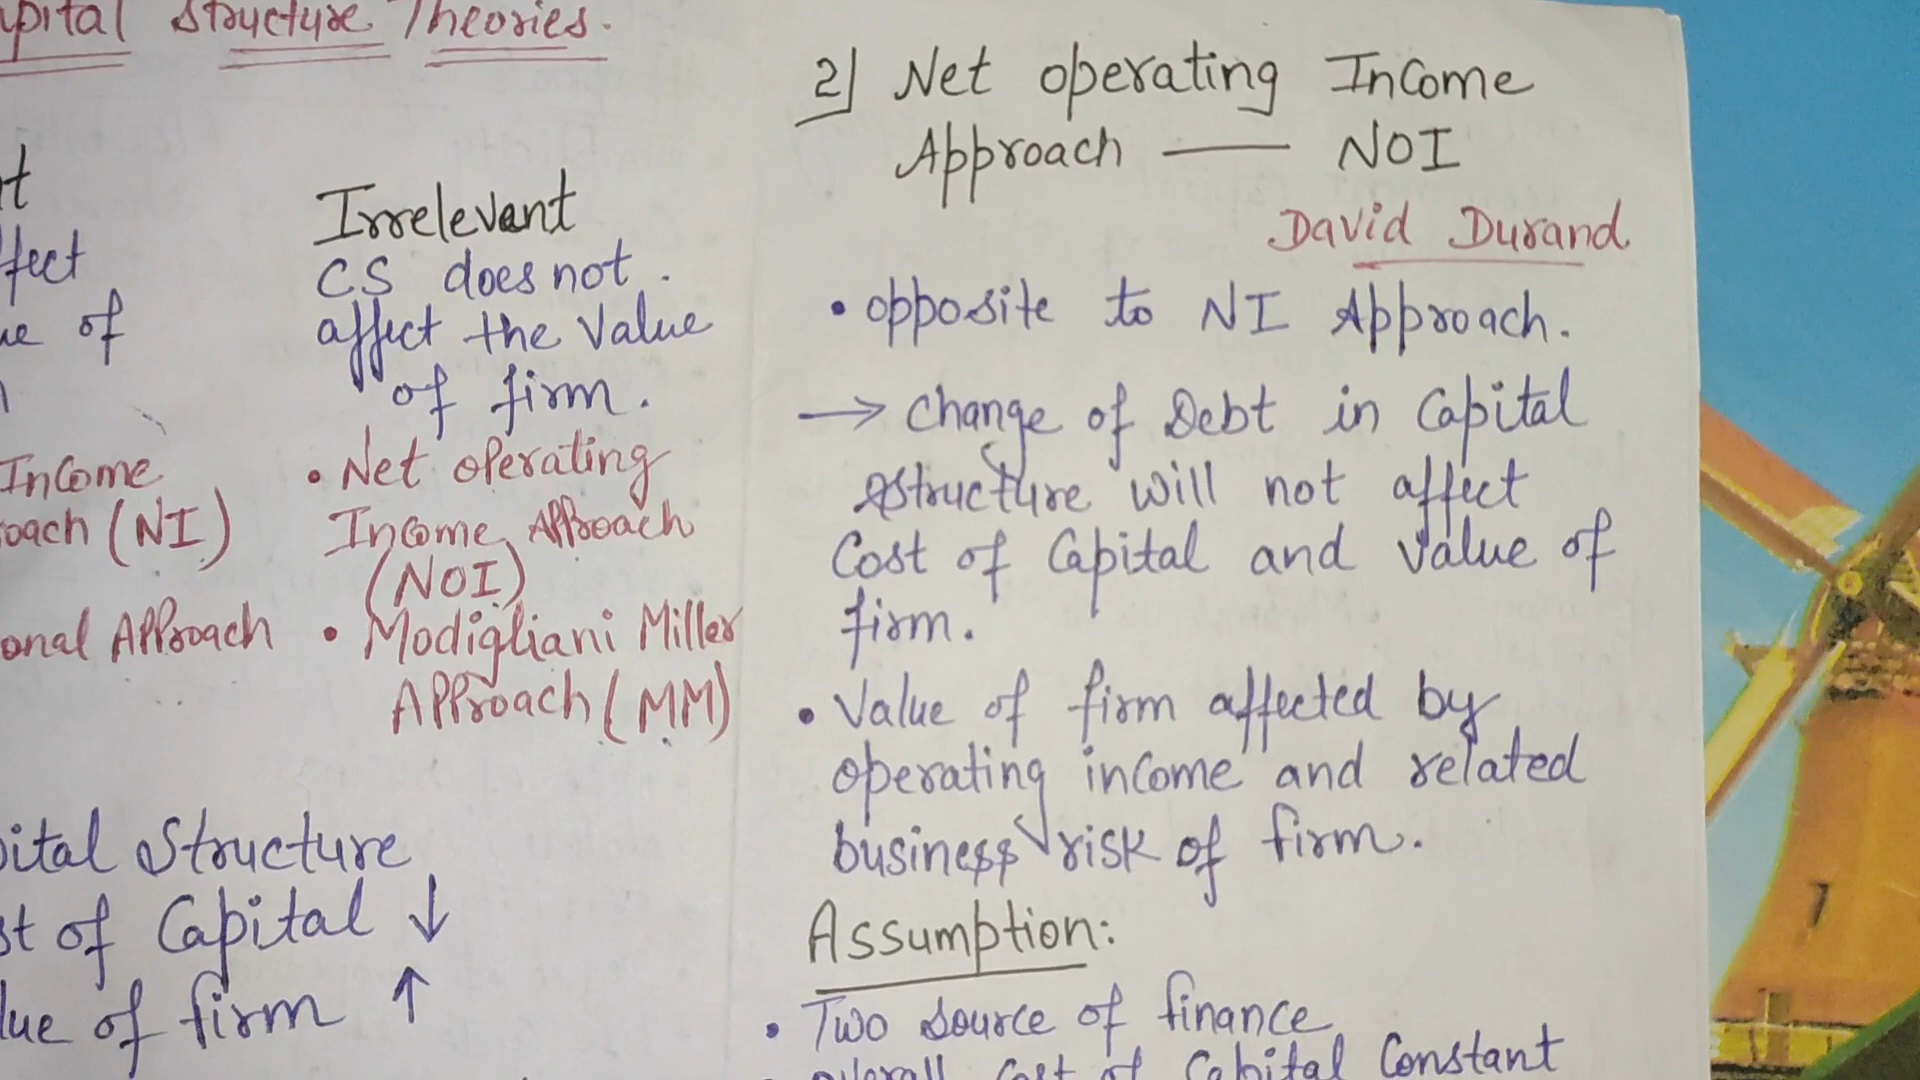 Structure Theories.
Irrelevant
CS does not.
affect the Value
of firm.
Income
• Net operating
(NI)
Income Approach
(NOI)
Approach
• Modigliani Miller
Approach (MM)
Structure
of Capital ↓
of firm ↑
2) Net operating InCome
Approach — NOI
David Durand
• opposite to NI Approach.
→ Change of Debt in Capital
structure will not affect
Cost of Capital and Value of
firm.
• Value of firm affected by
operating income and related
business risk of firm.
Assumption:
• Two source of finance
• overall Cost of Capital Constant